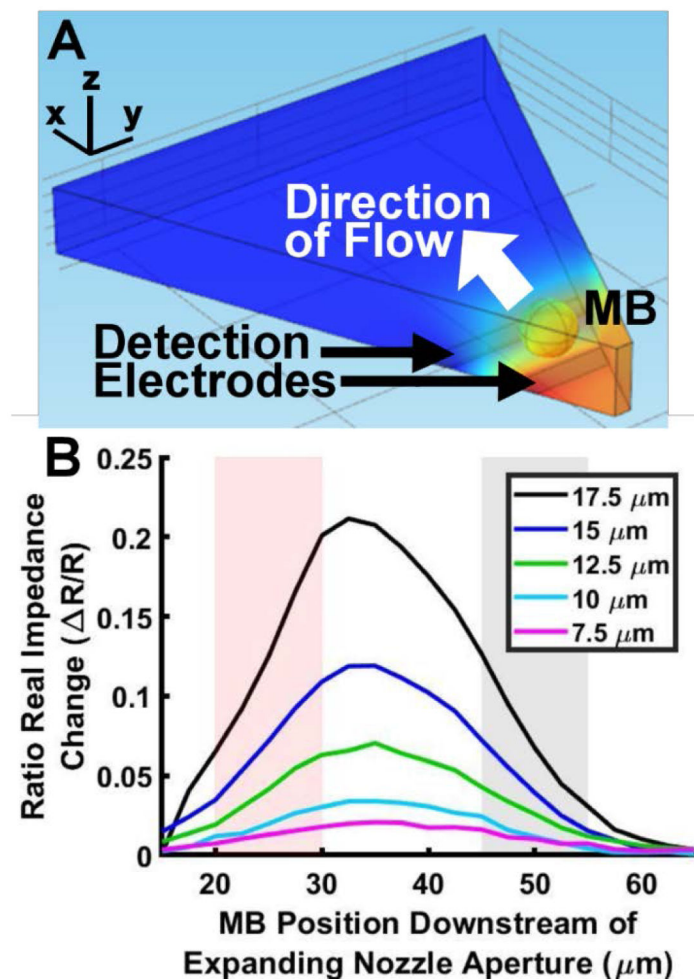 A
z
x
y
Direction
of Flow
MB
Detection
Electrodes
B
Ratio Real Impedance
Change (△R/R)
0.25
0.2
0.15
0.1
0.05
0
17.5 μm
15 μm
12.5 μm
10 μm
7.5 μm
20 30 40 50 60
MB Position Downstream of
Expanding Nozzle Aperture (μm)